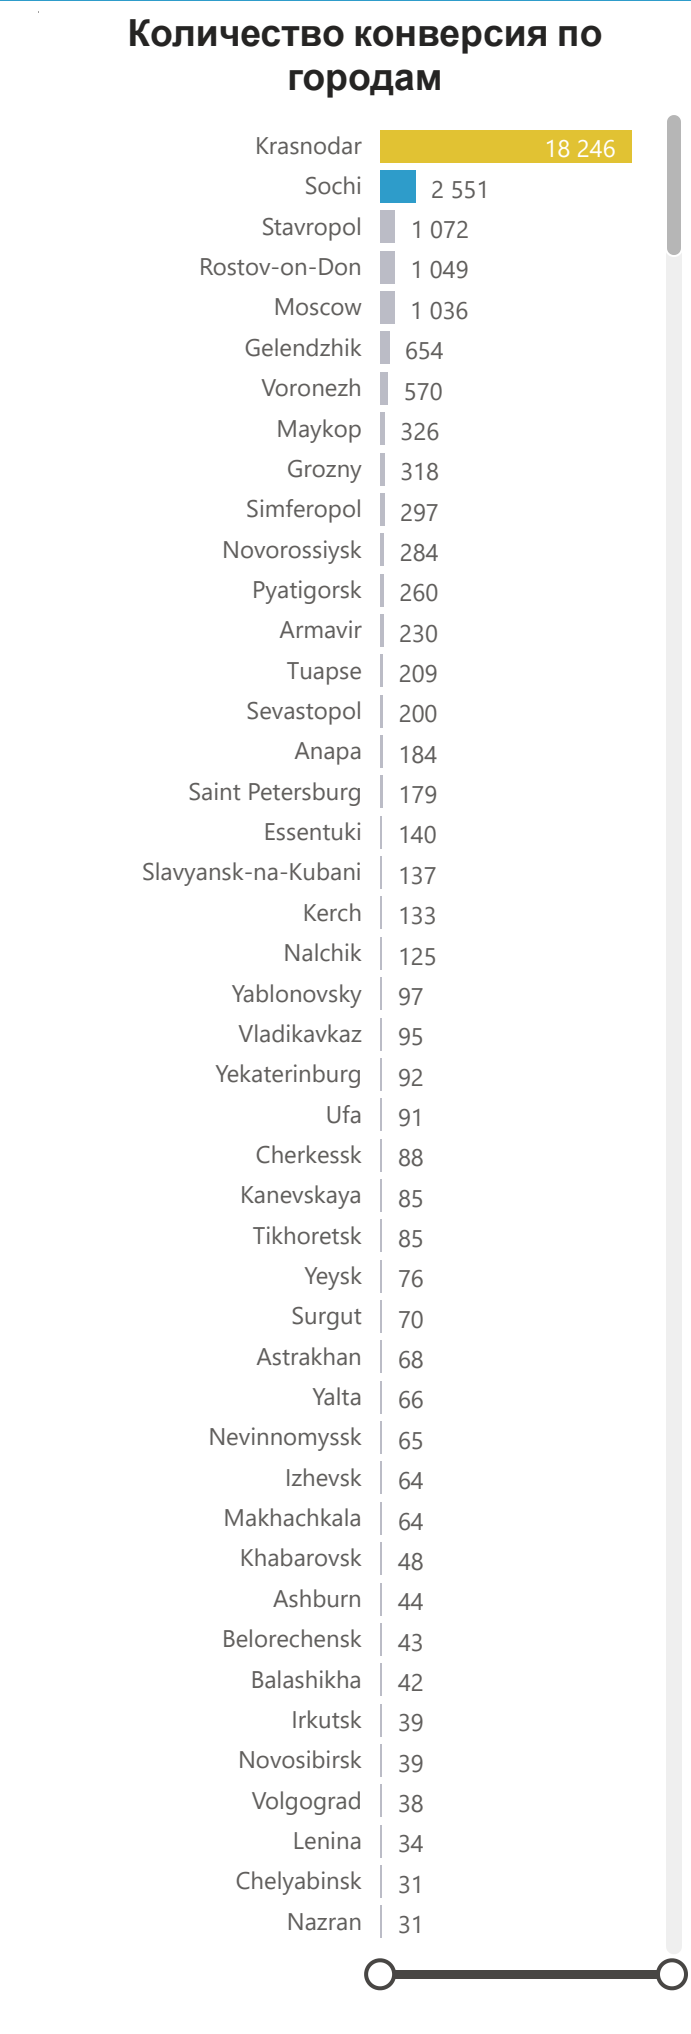 Количество конверсия по
городам
Krasnodar 18 246
Sochi 2 551
Stavropol 1 072
Rostov-on-Don 1 049
Moscow 1 036
Gelendzhik 654
Voronezh 570
Maykop 326
Grozny 318
Simferopol 297
Novorossiysk 284
Pyatigorsk 260
Armavir 230
Tuapse 209
Sevastopol 200
Anapa 184
Saint Petersburg 179
Essentuki 140
Slavyansk-na-Kubani 137
Kerch 133
Nalchik 125
Yablonovsky 97
Vladikavkaz 95
Yekaterinburg 92
Ufa 91
Cherkessk 88
Kanevskaya 85
Tikhoretsk 85
Yeysk 76
Surgut 70
Astrakhan 68
Yalta 66
Nevinnomyssk 65
Izhevsk 64
Makhachkala 64
Khabarovsk 48
Ashburn 44
Belorechensk 43
Balashikha 42
Irkutsk 39
Novosibirsk 39
Volgograd 38
Lenina 34
Chelyabinsk 31
Nazran 31